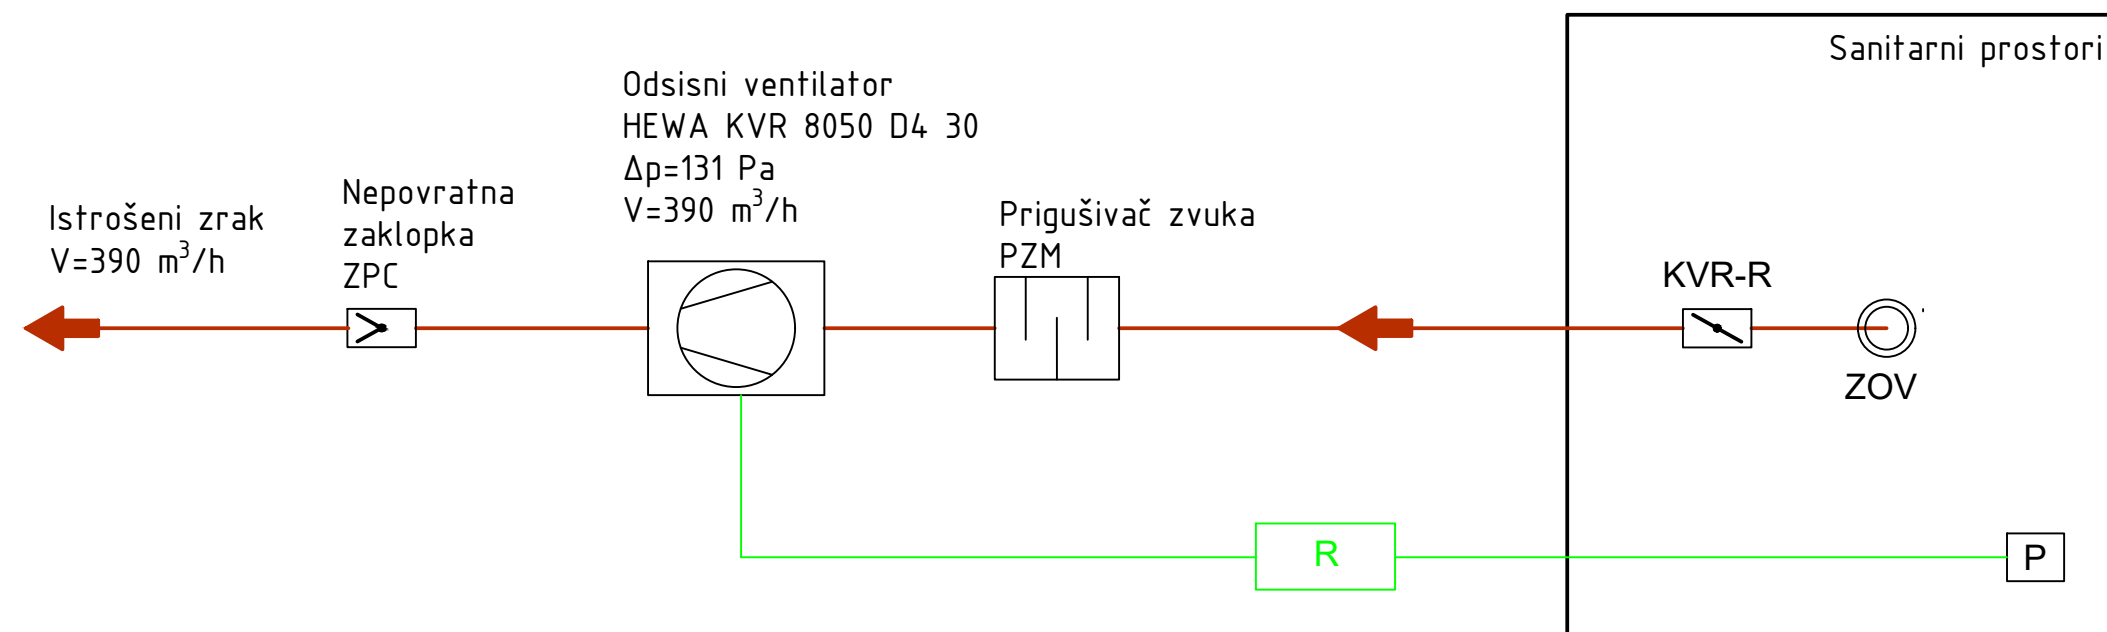 Sanitarni prostori
Odsisni ventilator
HEWA KVR 8050 D4 30
Δp=131 Pa
V=390 m³/h
Nepovratna
zaklopka
ZPC
Istrošeni zrak
V=390 m³/h
Prigušivač zvuka
PZM
KVR-R
ZOV
R
P